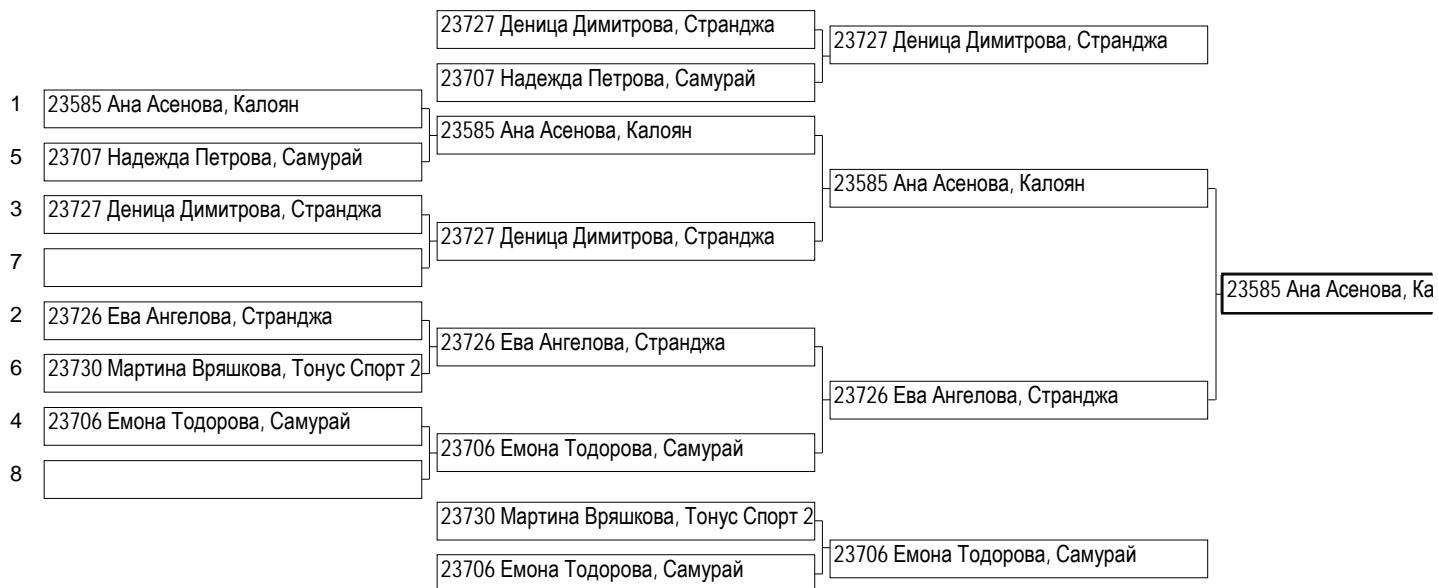 23727 Деница Димитрова, Странджа
23727 Деница Димитрова, Странджа
23707 Надежда Петрова, Самурай
1 23585 Ана Асенова, Калоян
23585 Ана Асенова, Калоян
5 23707 Надежда Петрова, Самурай
23585 Ана Асенова, Калоян
3 23727 Деница Димитрова, Странджа
23727 Деница Димитрова, Странджа
7
23585 Ана Асенова, Ка
2 23726 Ева Ангелова, Странджа
23726 Ева Ангелова, Странджа
6 23730 Мартина Вряшкова, Тонус Спорт 2
23726 Ева Ангелова, Странджа
4 23706 Емона Тодорова, Самурай
23706 Емона Тодорова, Самурай
8
23730 Мартина Вряшкова, Тонус Спорт 2
23706 Емона Тодорова, Самурай
23706 Емона Тодорова, Самурай